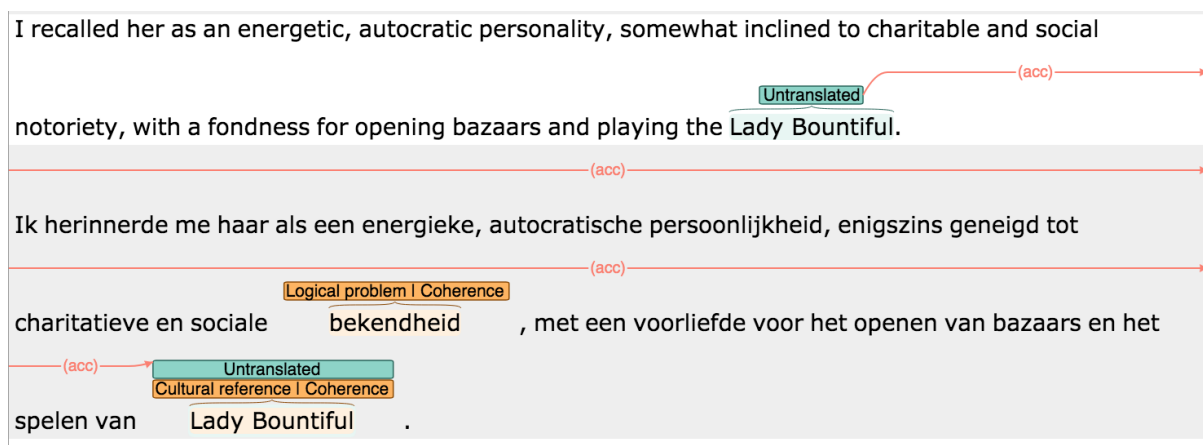 I recalled her as an energetic, autocratic personality, somewhat inclined to charitable and social
(acc)
Untranslated
notoriety, with a fondness for opening bazaars and playing the Lady Bountiful.
(acc)
Ik herinnerde me haar als een energieke, autocratische persoonlijkheid, enigszins geneigd tot
(acc)
Logical problem | Coherence
charitatieve en sociale bekendheid , met een voorliefde voor het openen van bazaars en het
(acc) Untranslated
Cultural reference | Coherence
spelen van Lady Bountiful .